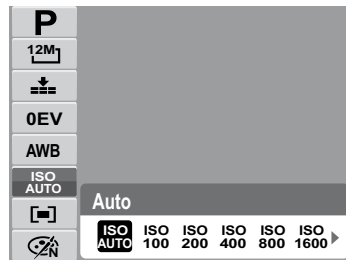 P
12M
0EV
AWB
ISO
AUTO
N
Auto
ISO AUTO
ISO 100
ISO 200
ISO 400
ISO 800
ISO 1600